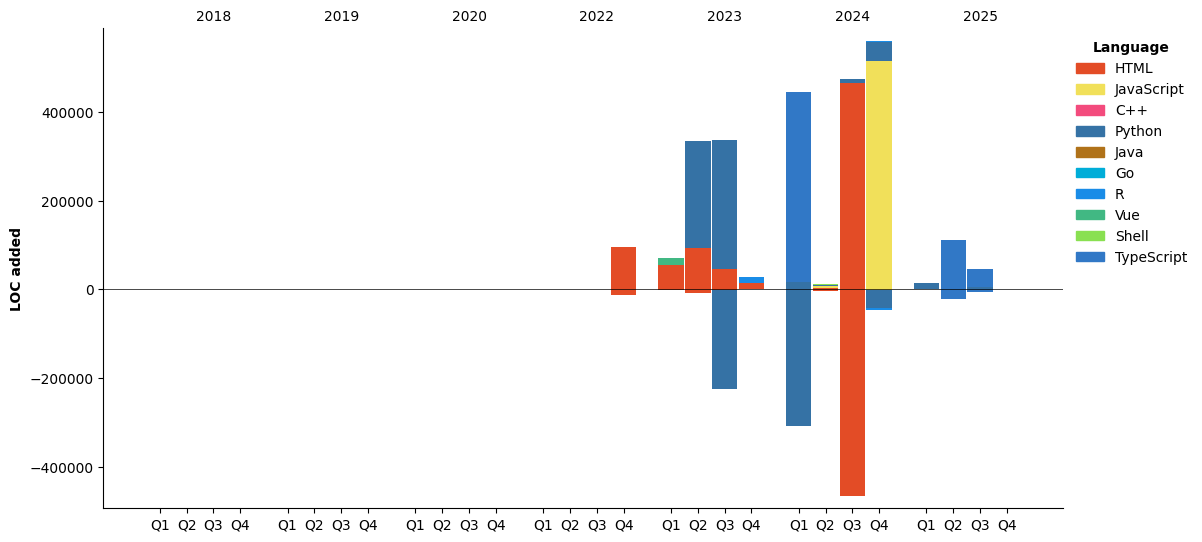 2018 2019 2020 2022 2023 2024 2025
Language
HTML
JavaScript
C++
Python
Java
Go
R
Vue
Shell
TypeScript
LOC added
400000
200000
0
−200000
−400000
Q1 Q2 Q3 Q4 Q1 Q2 Q3 Q4 Q1 Q2 Q3 Q4 Q1 Q2 Q3 Q4 Q1 Q2 Q3 Q4 Q1 Q2 Q3 Q4 Q1 Q2 Q3 Q4